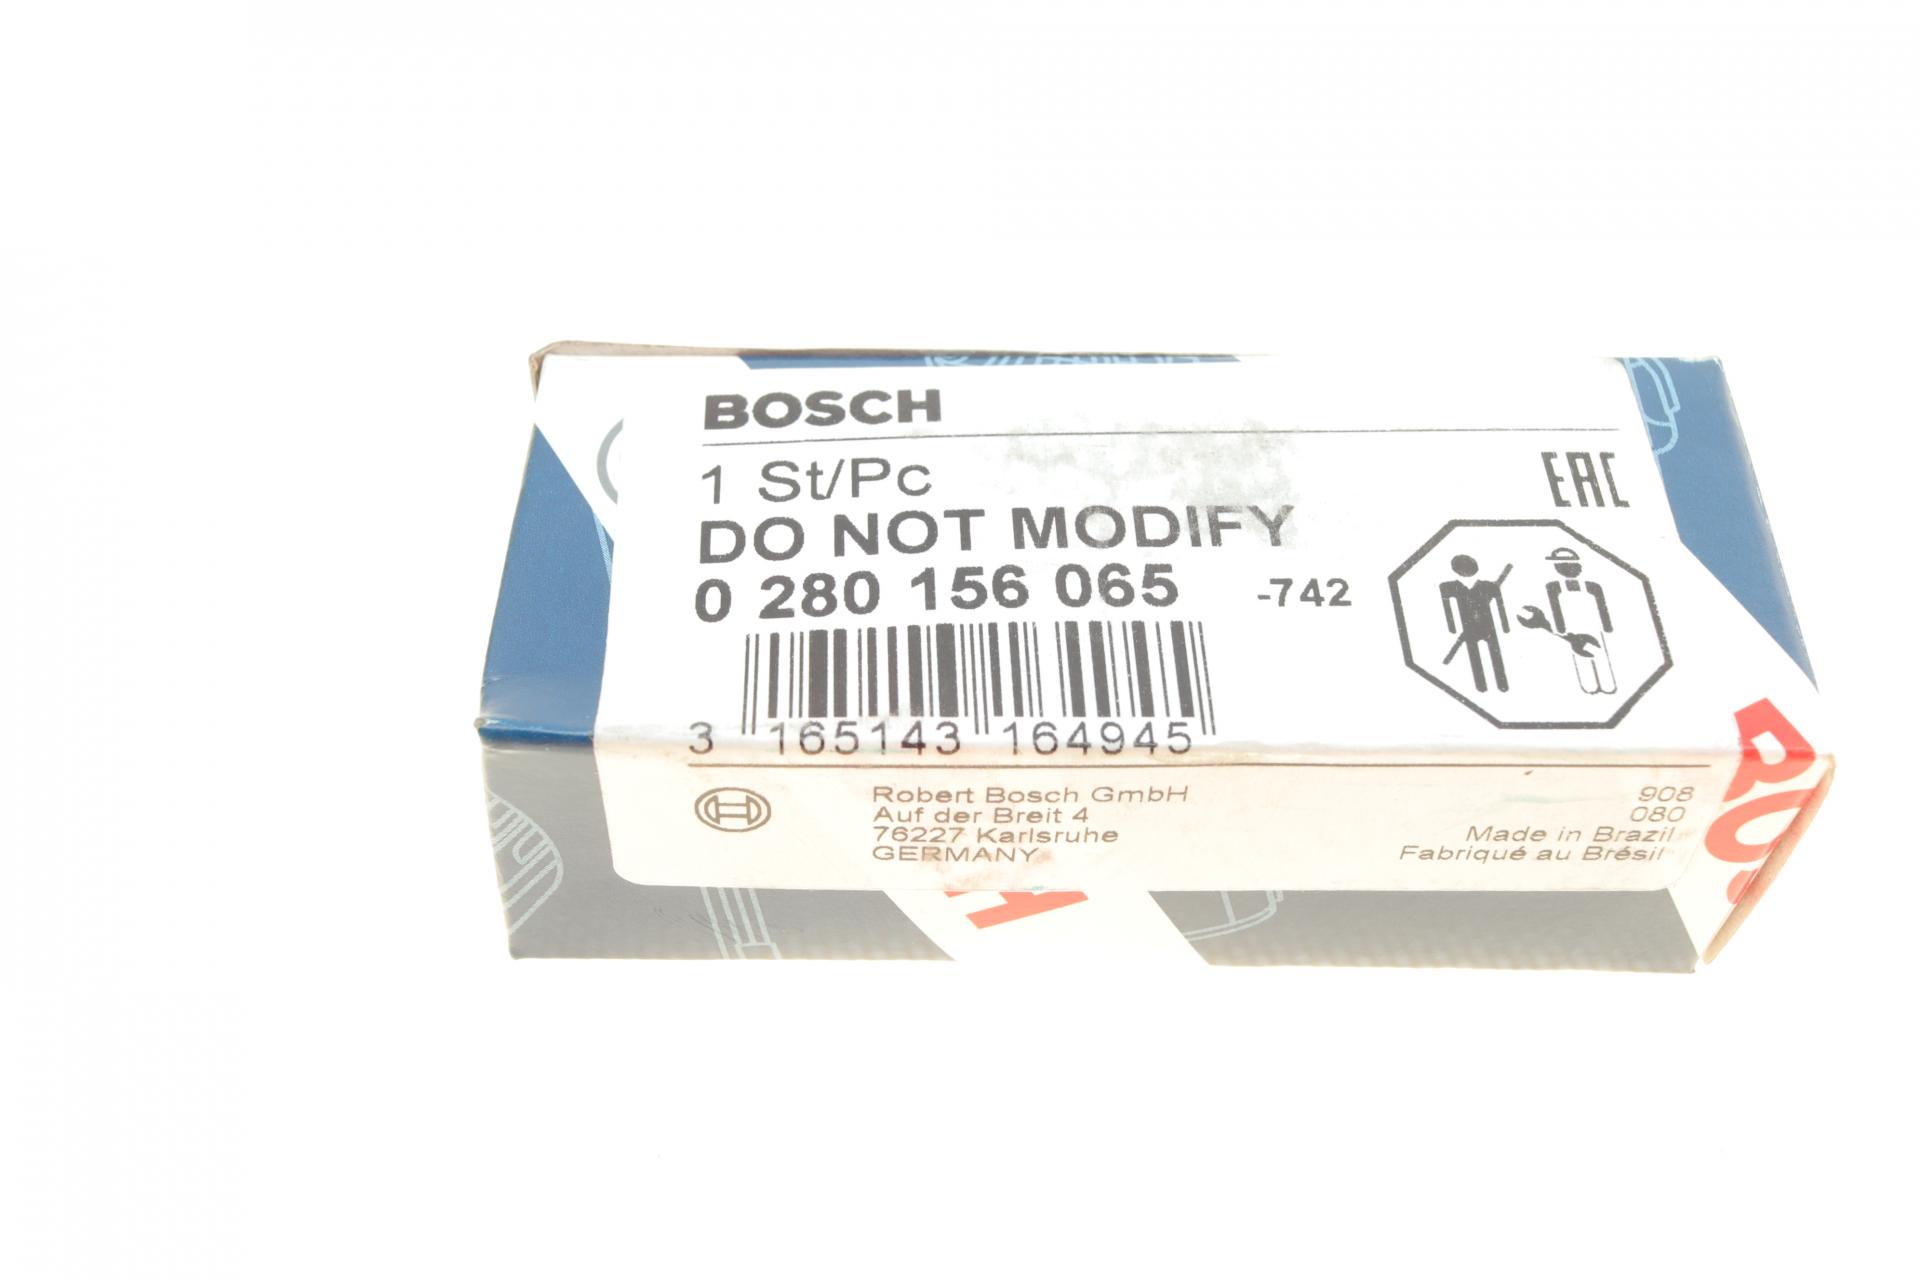 BOSCH
1 St/Pc
EAC
DO NOT MODIFY
0 280 156 065 -742
3 165143 164945
Robert Bosch GmbH
Auf der Breit 4
76227 Karlsruhe
GERMANY
908
080
Made in Brazil
Fabriqué au Brésil